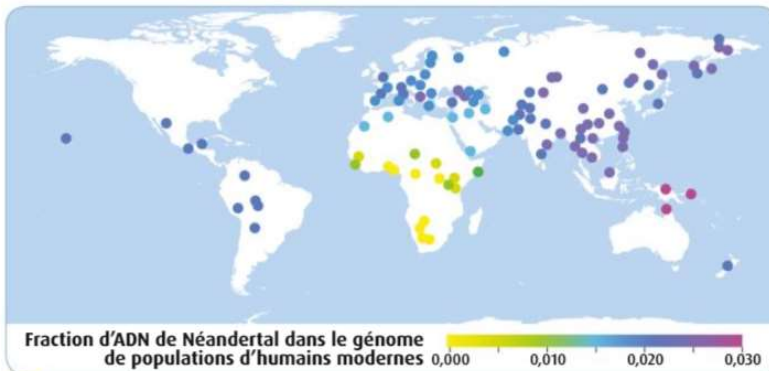 Fraction d'ADN de Néandertal dans le génome
de populations d'humains modernes
0,000 0,010 0,020 0,030